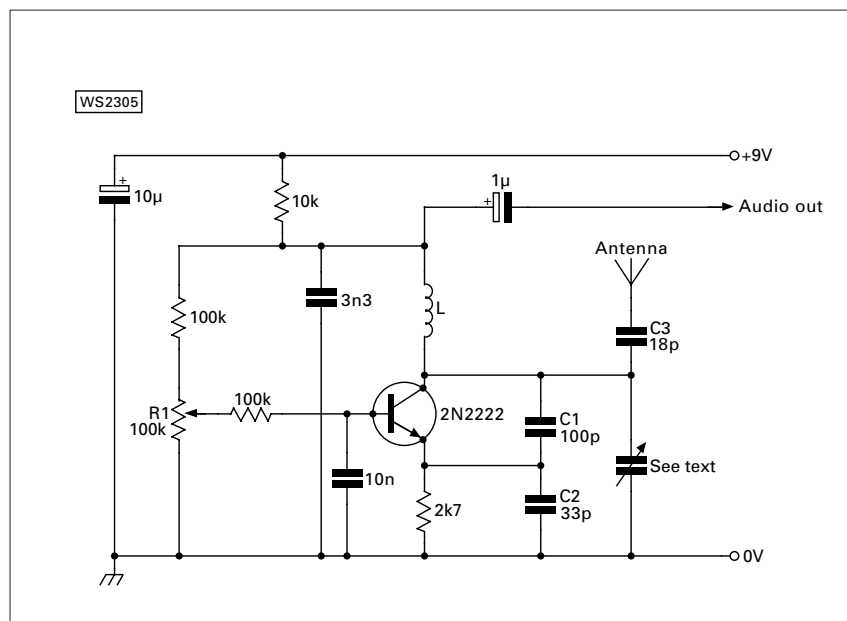 WS2305
+9V
10µ
+
10k
1µ
+
Audio out
Antenna
100k
3n3
L
C3
18p
R1
100k
100k
2N2222
C1
100p
See text
10n
2k7
C2
33p
0V